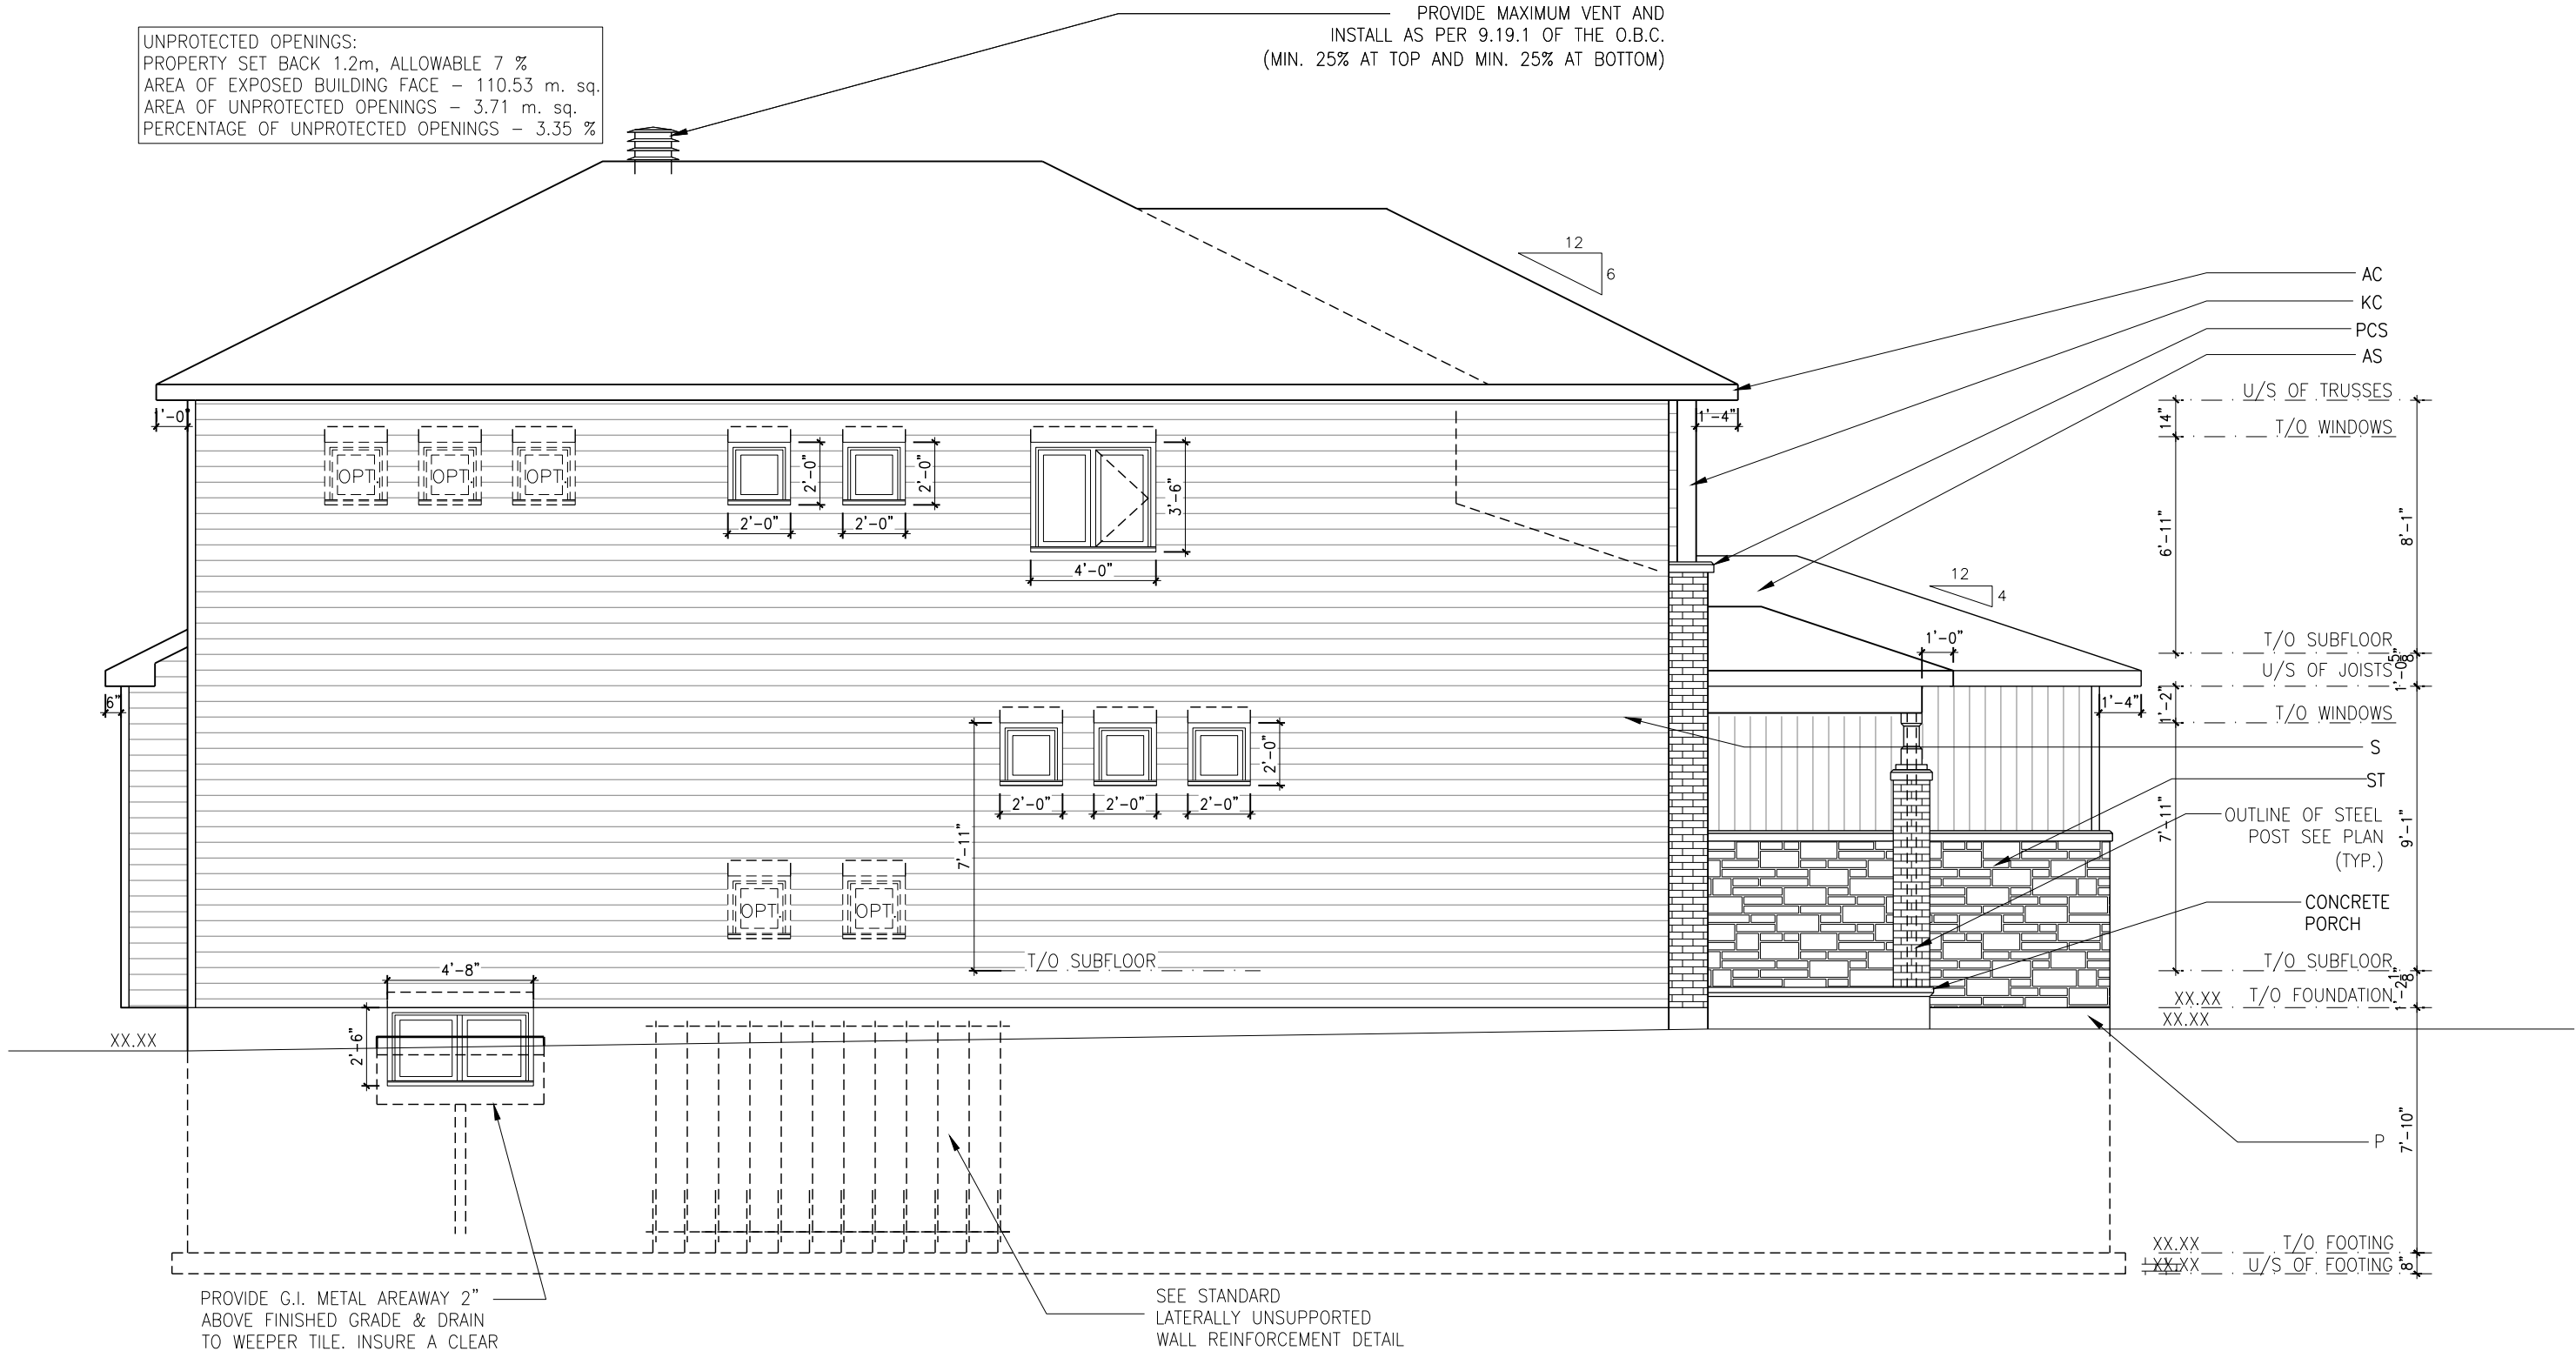 UNPROTECTED OPENINGS:
PROPERTY SET BACK 1.2m, ALLOWABLE 7 %
AREA OF EXPOSED BUILDING FACE – 110.53 m. sq.
AREA OF UNPROTECTED OPENINGS – 3.71 m. sq.
PERCENTAGE OF UNPROTECTED OPENINGS – 3.35 %
PROVIDE MAXIMUM VENT AND
INSTALL AS PER 9.19.1 OF THE O.B.C.
(MIN. 25% AT TOP AND MIN. 25% AT BOTTOM)
12
6
AC
KC
PCS
AS
U/S OF TRUSSES
1'-0"
1'-4"
14"
T/O WINDOWS
OPT.
OPT.
OPT.
2'-0"
2'-0"
3'-6"
2'-0"
2'-0"
4'-0"
6'-11"
8'-1"
12
4
1'-0"
T/O SUBFLOOR
U/S OF JOISTS
6"
1'-4"
1'-2"
T/O WINDOWS
S
2'-0"
ST
2'-0"
2'-0"
2'-0"
7'-11"
7'-11"
9'-1"
OUTLINE OF STEEL
POST SEE PLAN
(TYP.)
OPT.
OPT.
CONCRETE
PORCH
T/O SUBFLOOR
T/O SUBFLOOR
4'-8"
XX.XX
T/O FOUNDATION
XX.XX
XX.XX
2'-6"
7'-10"
P
XX.XX
T/O FOOTING
XX.XX
U/S OF FOOTING
8"
PROVIDE G.I. METAL AREAWAY 2"
ABOVE FINISHED GRADE & DRAIN
TO WEEPER TILE. INSURE A CLEAR
SEE STANDARD
LATERALLY UNSUPPORTED
WALL REINFORCEMENT DETAIL